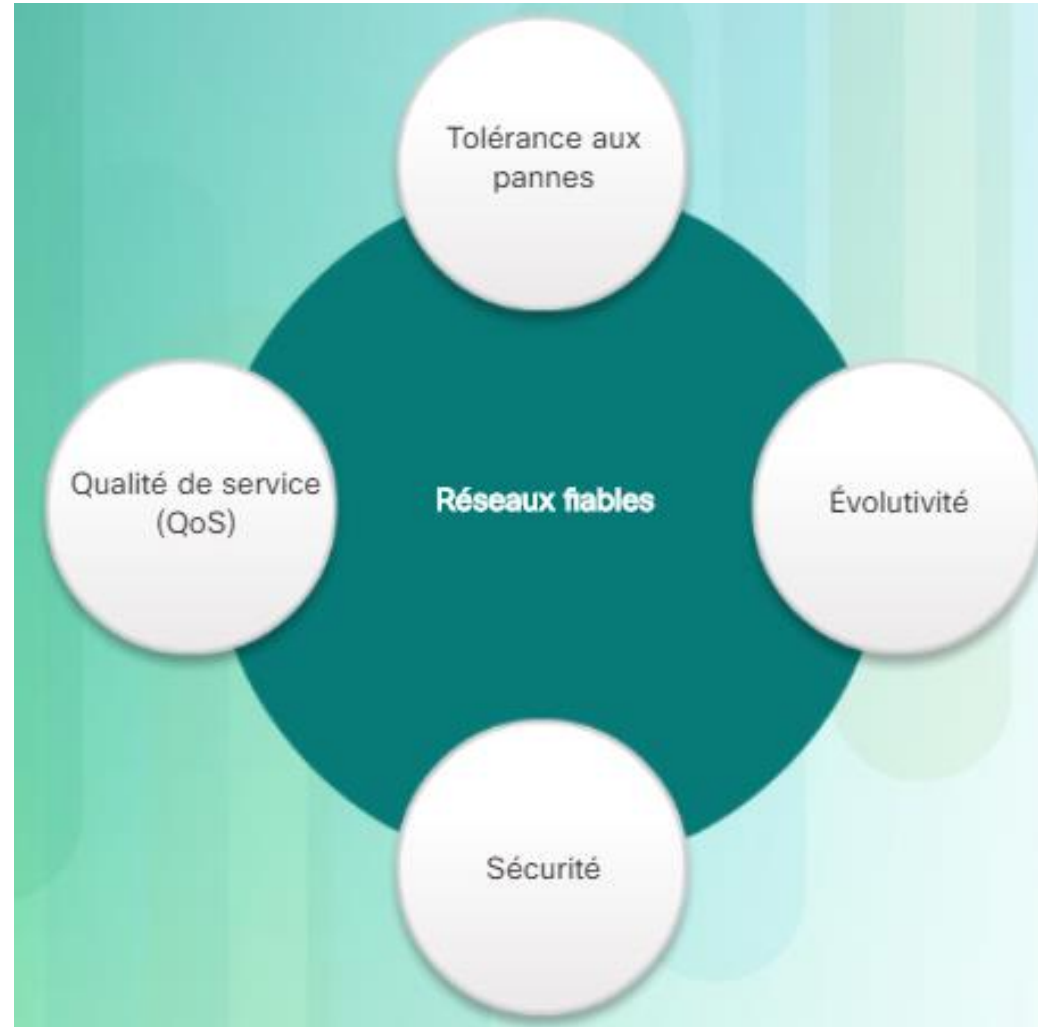 Tolérance aux
pannes
Qualité de service
(QoS)
Réseaux fiables
Évolutivité
Sécurité